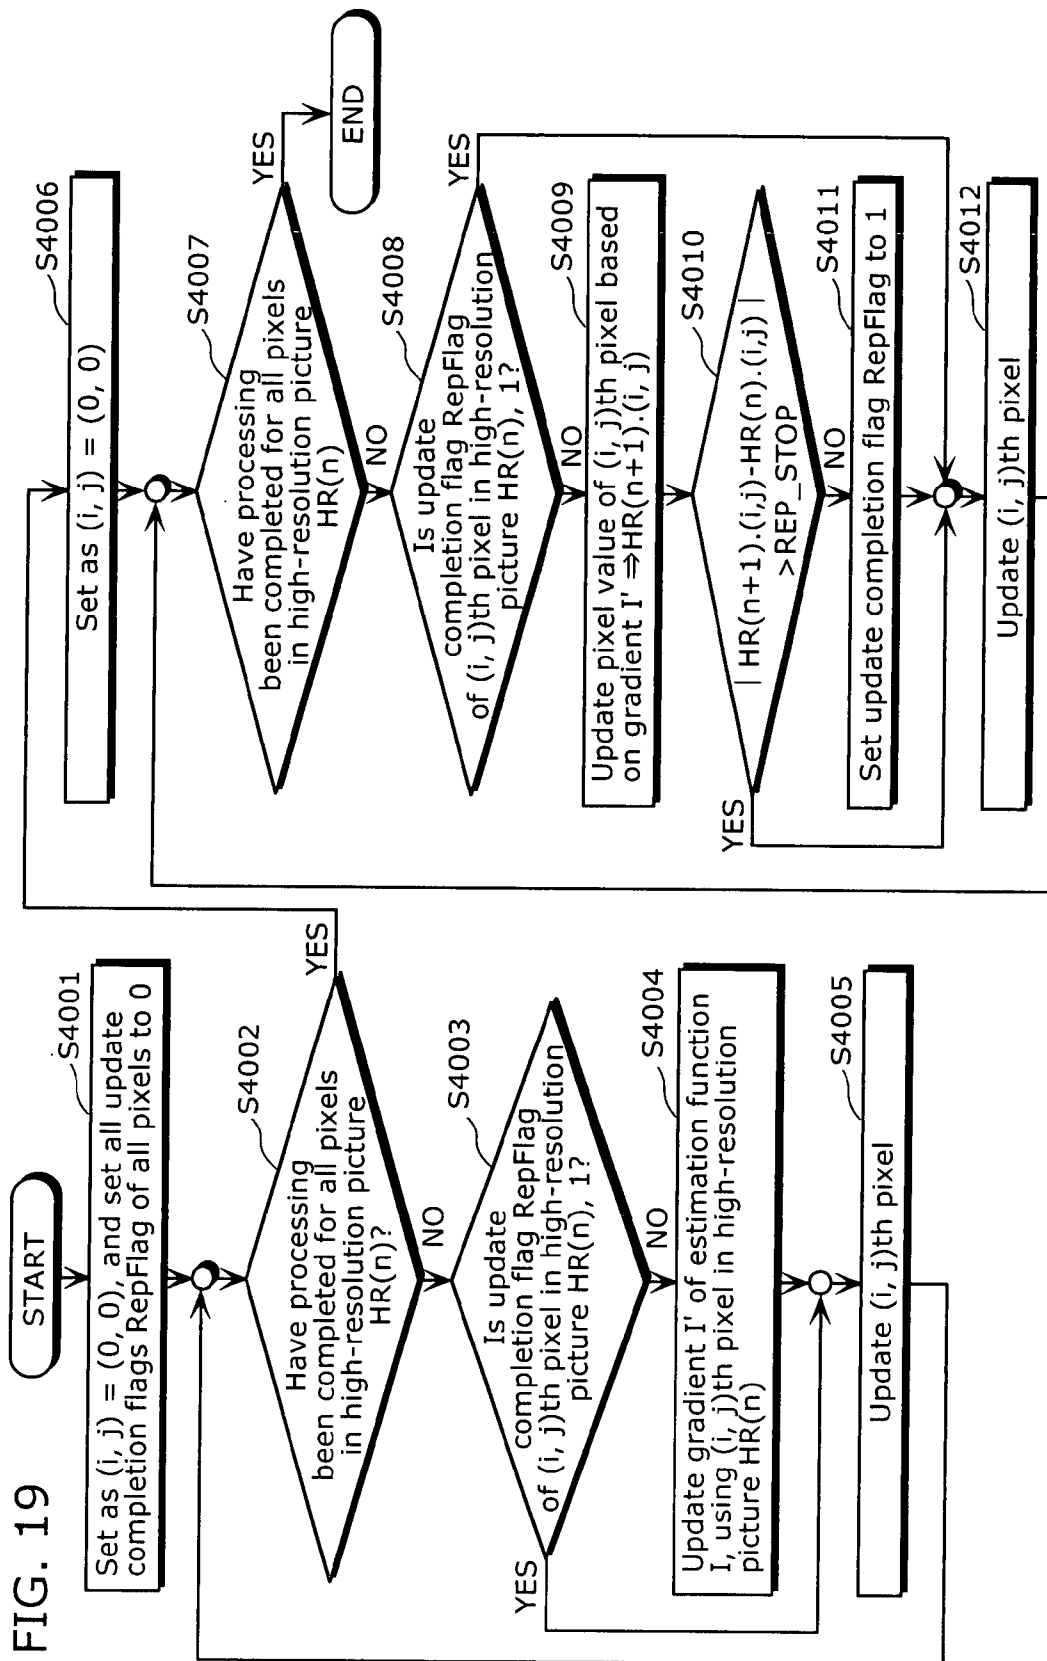 FIG. 19
START
S4001
Set as (i, j) = (0, 0), and set all update
completion flags RepFlag of all pixels to 0
S4002
Have processing
been completed for all pixels
in high-resolution picture
HR(n)?
YES
NO
S4003
Is update
completion flag RepFlag
of (i, j)th pixel in high-resolution
picture HR(n), 1?
YES
NO
S4004
Update gradient I' of estimation function
I, using (i, j)th pixel in high-resolution
picture HR(n)
S4005
Update (i, j)th pixel
S4006
Set as (i, j) = (0, 0)
S4007
Have processing
been completed for all pixels
in high-resolution picture
HR(n)
YES
END
NO
S4008
Is update
completion flag RepFlag
of (i, j)th pixel in high-resolution
picture HR(n), 1?
YES
NO
S4009
Update pixel value of (i, j)th pixel based
on gradient I' ⇒HR(n+1).(i, j)
S4010
| HR(n+1).(i,j)-HR(n).(i,j) |
>REP_STOP
YES
NO
S4011
Set update completion flag RepFlag to 1
S4012
Update (i, j)th pixel